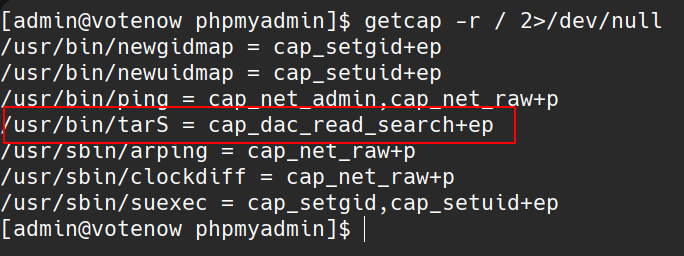 [admin@votenow phpmyadmin]$ getcap -r / 2>/dev/null
/usr/bin/newgidmap = cap_setgid+ep
/usr/bin/newuidmap = cap_setuid+ep
/usr/bin/ping = cap_net_admin,cap_net_raw+p
/usr/bin/tarS = cap_dac_read_search+ep
/usr/sbin/arping = cap_net_raw+p
/usr/sbin/clockdiff = cap_net_raw+p
/usr/sbin/suexec = cap_setgid,cap_setuid+ep
[admin@votenow phpmyadmin]$